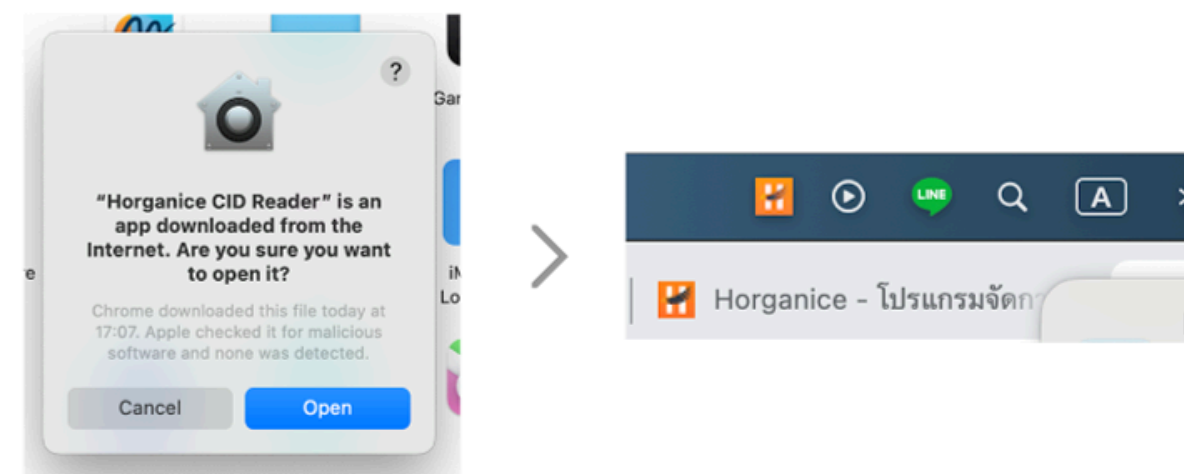 ?
Gar
"Horganice CID Reader" is an
app downloaded from the
Internet. Are you sure you want
to open it?
e
iM
Lo
Chrome downloaded this file today at
17:07. Apple checked it for malicious
software and none was detected.
Cancel
Open
LINE
A
Horganice - โปรแกรมจัดกา